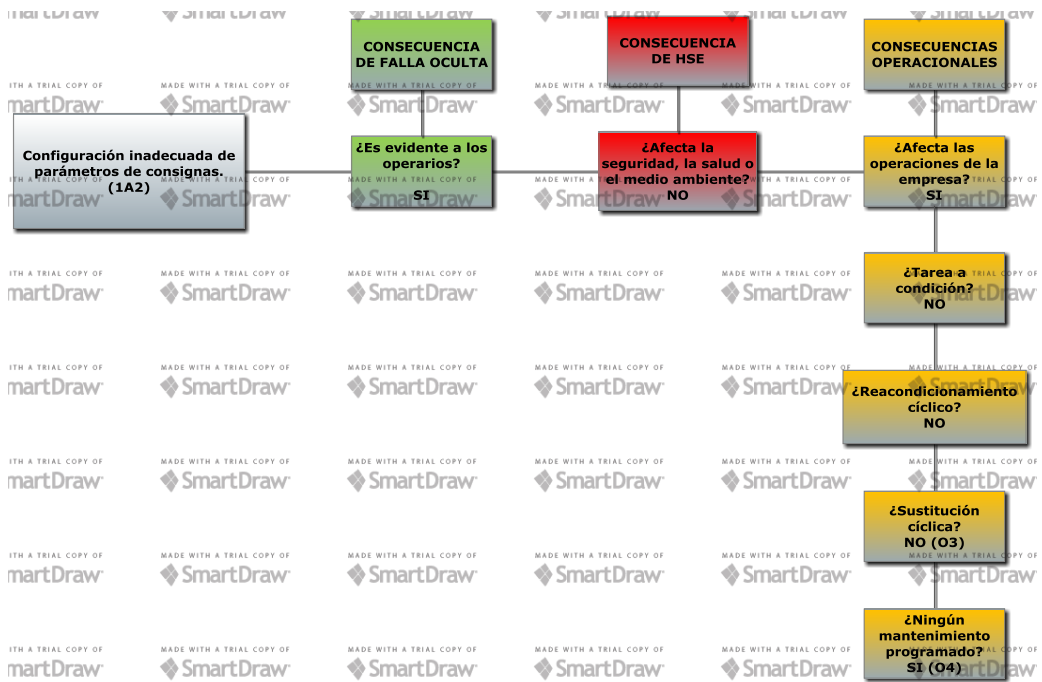 CONSECUENCIA
DE FALLA OCULTA
CONSECUENCIA
DE HSE
CONSECUENCIAS
OPERACIONALES
Configuración inadecuada de
parámetros de consignas.
(1A2)
¿Es evidente a los
operarios?
SI
¿Afecta la
seguridad, la salud o
el medio ambiente?
NO
¿Afecta las
operaciones de la
empresa?
SI
¿Tarea a
condición?
NO
¿Reacondicionamiento
cíclico?
NO
¿Sustitución
cíclica?
NO (O3)
¿Ningún
mantenimiento
programado?
SI (O4)
MADE WITH A TRIAL COPY OF
SmartDraw